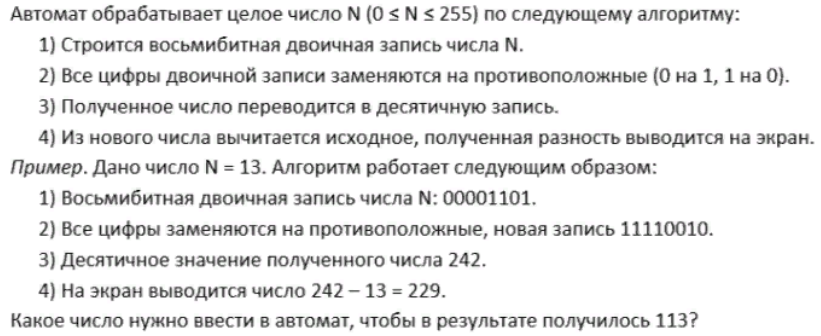 Автомат обрабатывает целое число N (0 ≤ N ≤ 255) по следующему алгоритму:
1) Строится восьмибитная двоичная запись числа N.
2) Все цифры двоичной записи заменяются на противоположные (0 на 1, 1 на 0).
3) Полученное число переводится в десятичную запись.
4) Из нового числа вычитается исходное, полученная разность выводится на экран.
Пример. Дано число N = 13. Алгоритм работает следующим образом:
1) Восьмибитная двоичная запись числа N: 00001101.
2) Все цифры заменяются на противоположные, новая запись 11110010.
3) Десятичное значение полученного числа 242.
4) На экран выводится число 242 – 13 = 229.
Какое число нужно ввести в автомат, чтобы в результате получилось 113?